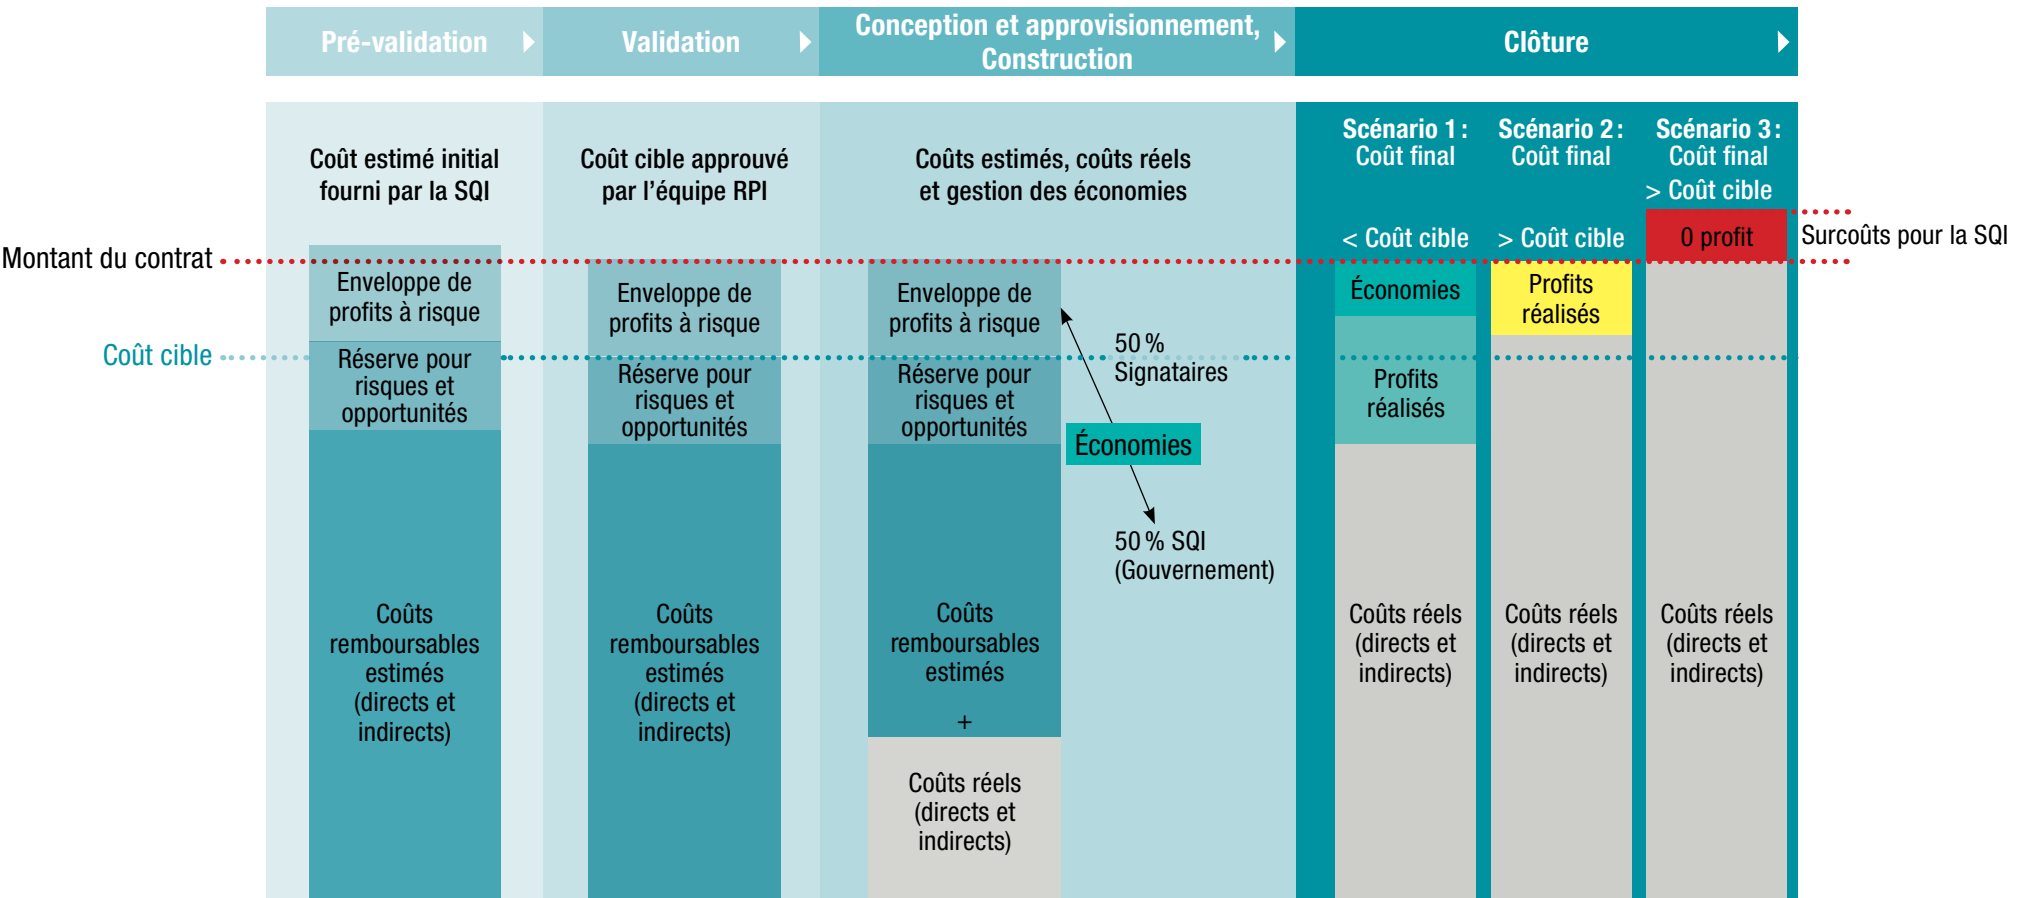 Pré-validation
Validation
Conception et approvisionnement,
Construction
Clôture
Coût estimé initial
fourni par la SQI
Coût cible approuvé
par l'équipe RPI
Coûts estimés, coûts réels
et gestion des économies
Scénario 1 :
Coût final
< Coût cible
Scénario 2 :
Coût final
> Coût cible
Scénario 3 :
Coût final
> Coût cible
Montant du contrat
Coût cible
Surcoûts pour la SQI
Enveloppe de
profits à risque
Réserve pour
risques et
opportunités
Coûts
remboursables
estimés
(directs et
indirects)
Enveloppe de
profits à risque
Réserve pour
risques et
opportunités
Coûts
remboursables
estimés
(directs et
indirects)
Enveloppe de
profits à risque
Réserve pour
risques et
opportunités
Coûts
remboursables
estimés
+
Coûts réels
(directs et
indirects)
50 %
Signataires
Économies
50 % SQI
(Gouvernement)
Économies
Profits
réalisés
Coûts réels
(directs et
indirects)
Profits
réalisés
Coûts réels
(directs et
indirects)
0 profit
Coûts réels
(directs et
indirects)